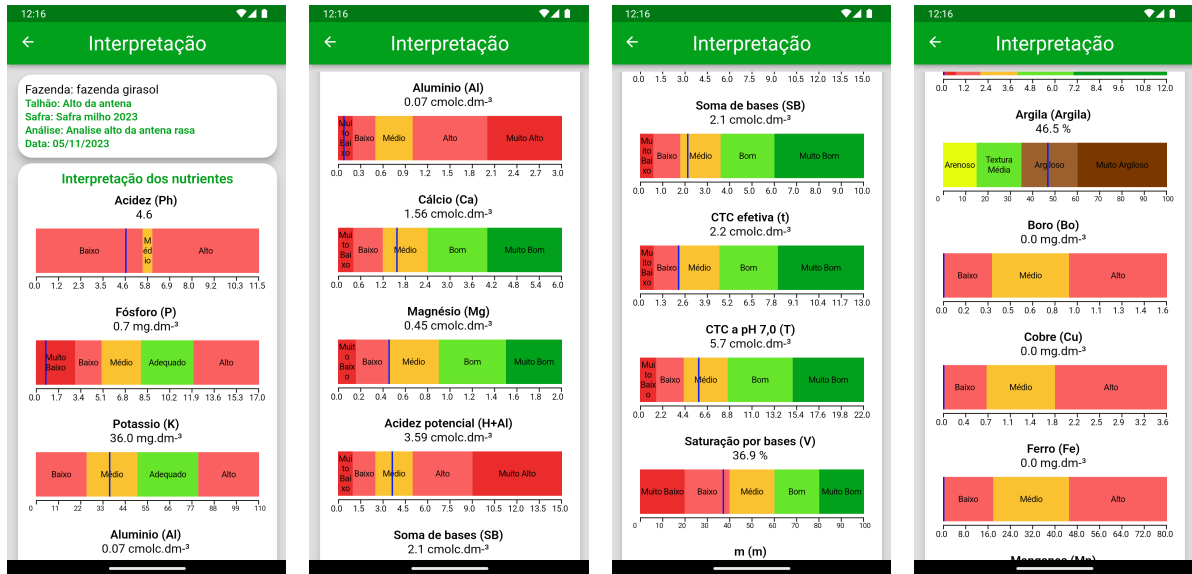 12:16
Interpretação
Fazenda: fazenda girasol
Talhão: Alto da antena
Safra: Safra milho 2023
Análise: Analise alto da antena rasa
Data: 05/11/2023
Interpretação dos nutrientes
Acidez (Ph)
4.6
Baixo Médio Alto
0.0 1.2 2.3 3.5 4.6 5.8 6.9 8.1 9.2 10.3 11.5
Fósforo (P)
0.7 mg.dm-³
Muito Baixo Baixo Médio Adequado Alto
0.0 1.7 3.4 5.1 6.8 8.5 10.2 11.9 13.6 15.3 17.0
Potassio (K)
36.0 mg.dm-³
Baixo Médio Adequado Alto
0 11 22 33 44 55 66 77 88 99 110
Aluminio (Al)
0.07 cmolc.dm-³
12:16
Interpretação
Aluminio (Al)
0.07 cmolc.dm-³
Muito Baixo Baixo Médio Alto Muito Alto
0.0 0.3 0.6 0.9 1.2 1.5 1.8 2.1 2.4 2.7 3.0
Cálcio (Ca)
1.56 cmolc.dm-³
Muito Baixo Baixo Médio Bom Muito Bom
0.0 0.6 1.2 1.8 2.4 3.0 3.6 4.2 4.8 5.4 6.0
Magnésio (Mg)
0.45 cmolc.dm-³
Muito Baixo Baixo Médio Bom Muito Bom
0.0 0.2 0.4 0.6 0.8 1.0 1.2 1.4 1.6 1.8 2.0
Acidez potencial (H+Al)
3.59 cmolc.dm-³
Muito Baixo Baixo Médio Alto Muito Alto
0.0 1.5 3.0 4.5 6.0 7.5 9.0 10.5 12.0 13.5 15.0
Soma de bases (SB)
2.1 cmolc.dm-³
12:16
Interpretação
0.0 1.5 3.0 4.5 6.0 7.5 9.0 10.5 12.0 13.5 15.0
Soma de bases (SB)
2.1 cmolc.dm-³
Muito Baixo Baixo Médio Bom Muito Bom
0.0 1.0 2.0 3.0 4.0 5.0 6.0 7.0 8.0 9.0 10.0
CTC efetiva (t)
2.2 cmolc.dm-³
Muito Baixo Baixo Médio Bom Muito Bom
0.0 1.3 2.6 3.9 5.2 6.5 7.8 9.1 10.4 11.7 13.0
CTC a pH 7,0 (T)
5.7 cmolc.dm-³
Muito Baixo Baixo Médio Bom Muito Bom
0.0 2.2 4.4 6.6 8.8 11.0 13.2 15.4 17.6 19.8 22.0
Saturação por bases (V)
36.9 %
Muito Baixo Baixo Médio Bom Muito Bom
0 10 20 30 40 50 60 70 80 90 100
m (m)
12:16
Interpretação
0.0 1.2 2.4 3.6 4.8 6.0 7.2 8.4 9.6 10.8 12.0
Argila (Argila)
46.5 %
Arenoso Textura Média Argiloso Muito Argiloso
0 10 20 30 40 50 60 70 80 90 100
Boro (Bo)
0.0 mg.dm-³
Baixo Médio Alto
0.0 0.2 0.3 0.5 0.6 0.8 1.0 1.1 1.3 1.4 1.6
Cobre (Cu)
0.0 mg.dm-³
Baixo Médio Alto
0.0 0.4 0.7 1.1 1.4 1.8 2.2 2.5 2.9 3.2 3.6
Ferro (Fe)
0.0 mg.dm-³
Baixo Médio Alto
0.0 8.0 16.0 24.0 32.0 40.0 48.0 56.0 64.0 72.0 80.0